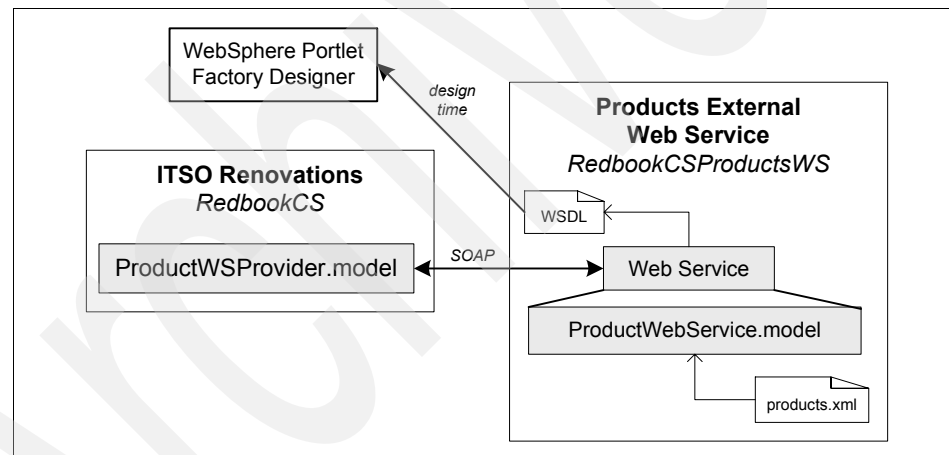 WebSphere Portlet
Factory Designer
design
time
Products External
Web Service
RedbookCSProductsWS
ITSO Renovations
RedbookCS
WSDL
ProductWSProvider.model
SOAP
Web Service
ProductWebService.model
products.xml